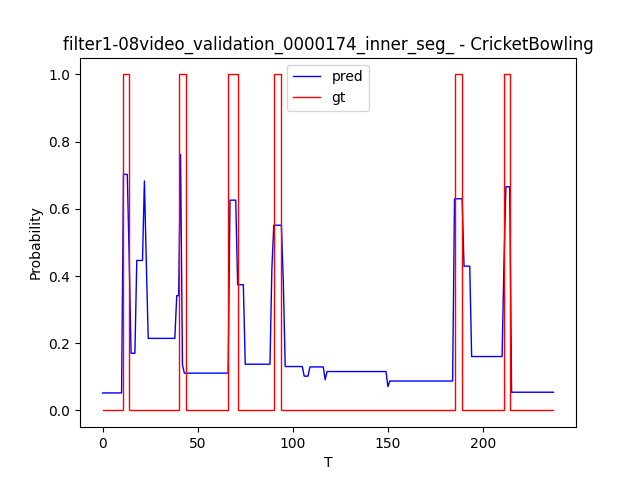 filter1-08video_validation_0000174_inner_seg_ - CricketBowling
pred
gt
1.0
0.8
0.6
0.4
0.2
0.0
Probability
0
50
100
150
200
T